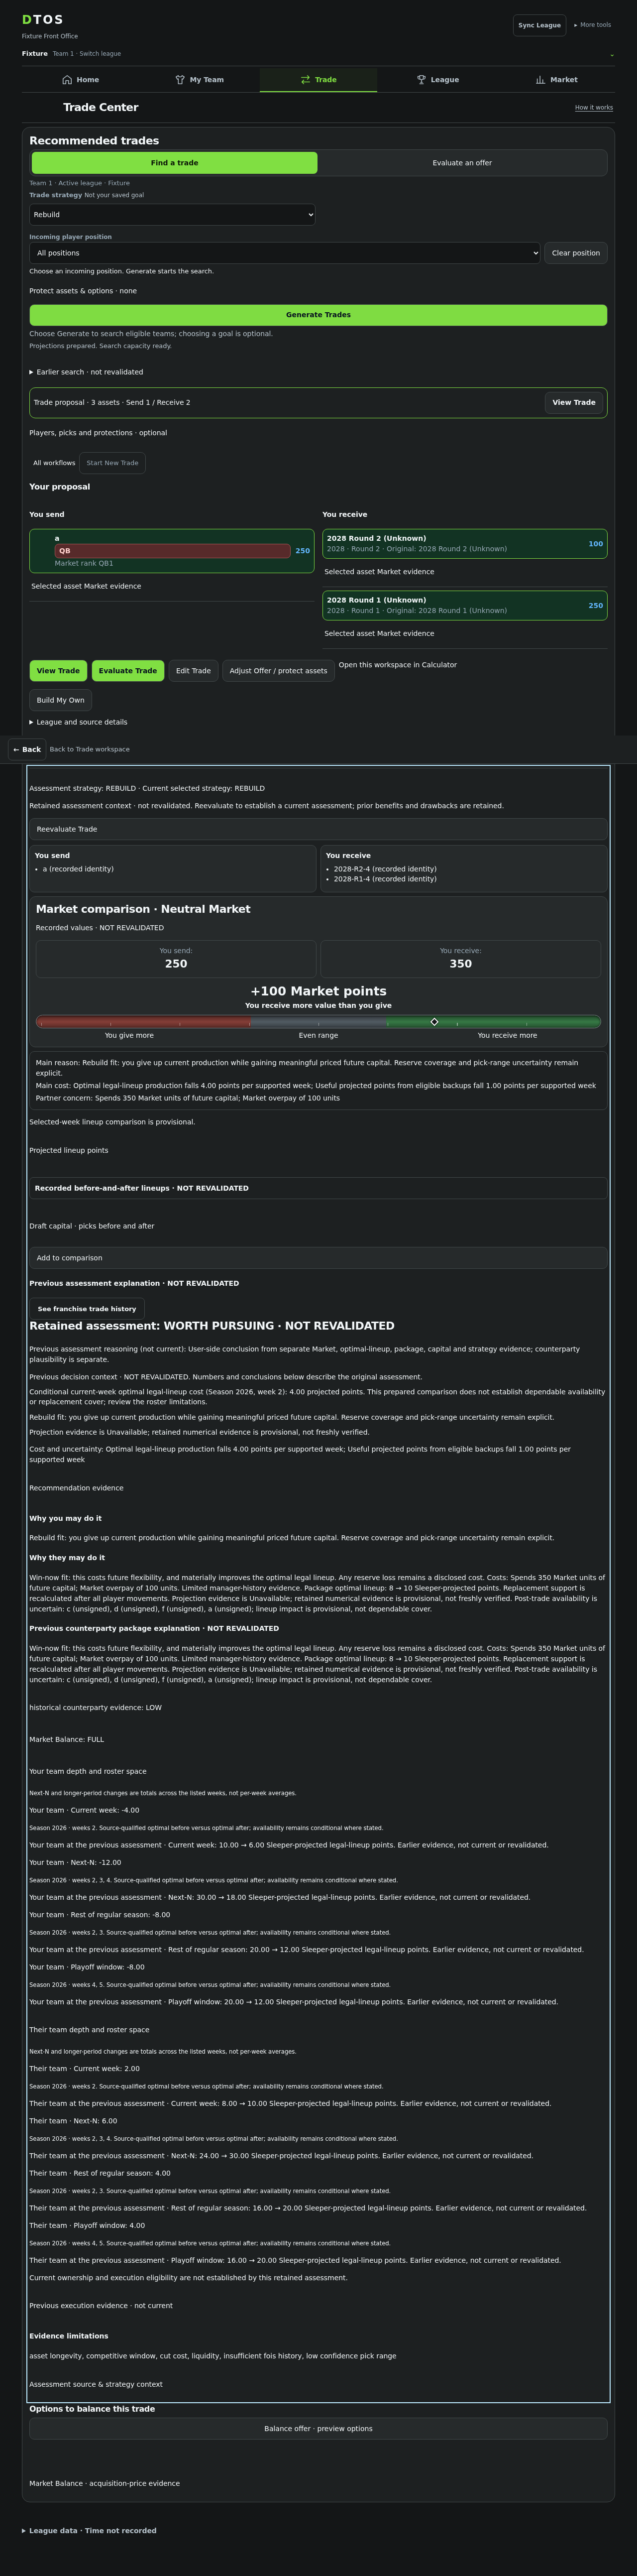 DTOS
Fixture Front Office
Sync League
▸ More tools
Fixture Team 1 · Switch league
Home
My Team
Trade
League
Market
Trade Center
How it works
Recommended trades
Find a trade
Evaluate an offer
Team 1 · Active league · Fixture
Trade strategy Not your saved goal
Rebuild
Incoming player position
All positions
Clear position
Choose an incoming position. Generate starts the search.
Protect assets & options · none
Generate Trades
Choose Generate to search eligible teams; choosing a goal is optional.
Projections prepared. Search capacity ready.
▸ Earlier search · not revalidated
Trade proposal · 3 assets · Send 1 / Receive 2
View Trade
Players, picks and protections · optional
All workflows
Start New Trade
Your proposal
You send
a
QB
250
Market rank QB1
Selected asset Market evidence
You receive
2028 Round 2 (Unknown)
2028 · Round 2 · Original: 2028 Round 2 (Unknown)
100
Selected asset Market evidence
2028 Round 1 (Unknown)
2028 · Round 1 · Original: 2028 Round 1 (Unknown)
250
Selected asset Market evidence
View Trade
Evaluate Trade
Edit Trade
Adjust Offer / protect assets
Open this workspace in Calculator
Build My Own
▸ League and source details
← Back
Back to Trade workspace
Assessment strategy: REBUILD · Current selected strategy: REBUILD
Retained assessment context · not revalidated. Reevaluate to establish a current assessment; prior benefits and drawbacks are retained.
Reevaluate Trade
You send
• a (recorded identity)
You receive
• 2028-R2-4 (recorded identity)
• 2028-R1-4 (recorded identity)
Market comparison · Neutral Market
Recorded values · NOT REVALIDATED
You send:
250
You receive:
350
+100 Market points
You receive more value than you give
You give more
Even range
You receive more
Main reason: Rebuild fit: you give up current production while gaining meaningful priced future capital. Reserve coverage and pick-range uncertainty remain
explicit.
Main cost: Optimal legal-lineup production falls 4.00 points per supported week; Useful projected points from eligible backups fall 1.00 points per supported week
Partner concern: Spends 350 Market units of future capital; Market overpay of 100 units
Selected-week lineup comparison is provisional.
Projected lineup points
Recorded before-and-after lineups · NOT REVALIDATED
Draft capital · picks before and after
Add to comparison
Previous assessment explanation · NOT REVALIDATED
See franchise trade history
Retained assessment: WORTH PURSUING · NOT REVALIDATED
Previous assessment reasoning (not current): User-side conclusion from separate Market, optimal-lineup, package, capital and strategy evidence; counterparty
plausibility is separate.
Previous decision context · NOT REVALIDATED. Numbers and conclusions below describe the original assessment.
Conditional current-week optimal legal-lineup cost (Season 2026, week 2): 4.00 projected points. This prepared comparison does not establish dependable availability
or replacement cover; review the roster limitations.
Rebuild fit: you give up current production while gaining meaningful priced future capital. Reserve coverage and pick-range uncertainty remain explicit.
Projection evidence is Unavailable; retained numerical evidence is provisional, not freshly verified.
Cost and uncertainty: Optimal legal-lineup production falls 4.00 points per supported week; Useful projected points from eligible backups fall 1.00 points per
supported week
Recommendation evidence
Why you may do it
Rebuild fit: you give up current production while gaining meaningful priced future capital. Reserve coverage and pick-range uncertainty remain explicit.
Why they may do it
Win-now fit: this costs future flexibility, and materially improves the optimal legal lineup. Any reserve loss remains a disclosed cost. Costs: Spends 350 Market units of
future capital; Market overpay of 100 units. Limited manager-history evidence. Package optimal lineup: 8 → 10 Sleeper-projected points. Replacement support is
recalculated after all player movements. Projection evidence is Unavailable; retained numerical evidence is provisional, not freshly verified. Post-trade availability is
uncertain: c (unsigned), d (unsigned), f (unsigned), a (unsigned); lineup impact is provisional, not dependable cover.
Previous counterparty package explanation · NOT REVALIDATED
Win-now fit: this costs future flexibility, and materially improves the optimal legal lineup. Any reserve loss remains a disclosed cost. Costs: Spends 350 Market units of
future capital; Market overpay of 100 units. Limited manager-history evidence. Package optimal lineup: 8 → 10 Sleeper-projected points. Replacement support is
recalculated after all player movements. Projection evidence is Unavailable; retained numerical evidence is provisional, not freshly verified. Post-trade availability is
uncertain: c (unsigned), d (unsigned), f (unsigned), a (unsigned); lineup impact is provisional, not dependable cover.
historical counterparty evidence: LOW
Market Balance: FULL
Your team depth and roster space
Next-N and longer-period changes are totals across the listed weeks, not per-week averages.
Your team · Current week: -4.00
Season 2026 · weeks 2. Source-qualified optimal before versus optimal after; availability remains conditional where stated.
Your team at the previous assessment · Current week: 10.00 → 6.00 Sleeper-projected legal-lineup points. Earlier evidence, not current or revalidated.
Your team · Next-N: -12.00
Season 2026 · weeks 2, 3, 4. Source-qualified optimal before versus optimal after; availability remains conditional where stated.
Your team at the previous assessment · Next-N: 30.00 → 18.00 Sleeper-projected legal-lineup points. Earlier evidence, not current or revalidated.
Your team · Rest of regular season: -8.00
Season 2026 · weeks 2, 3. Source-qualified optimal before versus optimal after; availability remains conditional where stated.
Your team at the previous assessment · Rest of regular season: 20.00 → 12.00 Sleeper-projected legal-lineup points. Earlier evidence, not current or revalidated.
Your team · Playoff window: -8.00
Season 2026 · weeks 4, 5. Source-qualified optimal before versus optimal after; availability remains conditional where stated.
Your team at the previous assessment · Playoff window: 20.00 → 12.00 Sleeper-projected legal-lineup points. Earlier evidence, not current or revalidated.
Their team depth and roster space
Next-N and longer-period changes are totals across the listed weeks, not per-week averages.
Their team · Current week: 2.00
Season 2026 · weeks 2. Source-qualified optimal before versus optimal after; availability remains conditional where stated.
Their team at the previous assessment · Current week: 8.00 → 10.00 Sleeper-projected legal-lineup points. Earlier evidence, not current or revalidated.
Their team · Next-N: 6.00
Season 2026 · weeks 2, 3, 4. Source-qualified optimal before versus optimal after; availability remains conditional where stated.
Their team at the previous assessment · Next-N: 24.00 → 30.00 Sleeper-projected legal-lineup points. Earlier evidence, not current or revalidated.
Their team · Rest of regular season: 4.00
Season 2026 · weeks 2, 3. Source-qualified optimal before versus optimal after; availability remains conditional where stated.
Their team at the previous assessment · Rest of regular season: 16.00 → 20.00 Sleeper-projected legal-lineup points. Earlier evidence, not current or revalidated.
Their team · Playoff window: 4.00
Season 2026 · weeks 4, 5. Source-qualified optimal before versus optimal after; availability remains conditional where stated.
Their team at the previous assessment · Playoff window: 16.00 → 20.00 Sleeper-projected legal-lineup points. Earlier evidence, not current or revalidated.
Current ownership and execution eligibility are not established by this retained assessment.
Previous execution evidence · not current
Evidence limitations
asset longevity, competitive window, cut cost, liquidity, insufficient fois history, low confidence pick range
Assessment source & strategy context
Options to balance this trade
Balance offer · preview options
Market Balance · acquisition-price evidence
▸ League data · Time not recorded